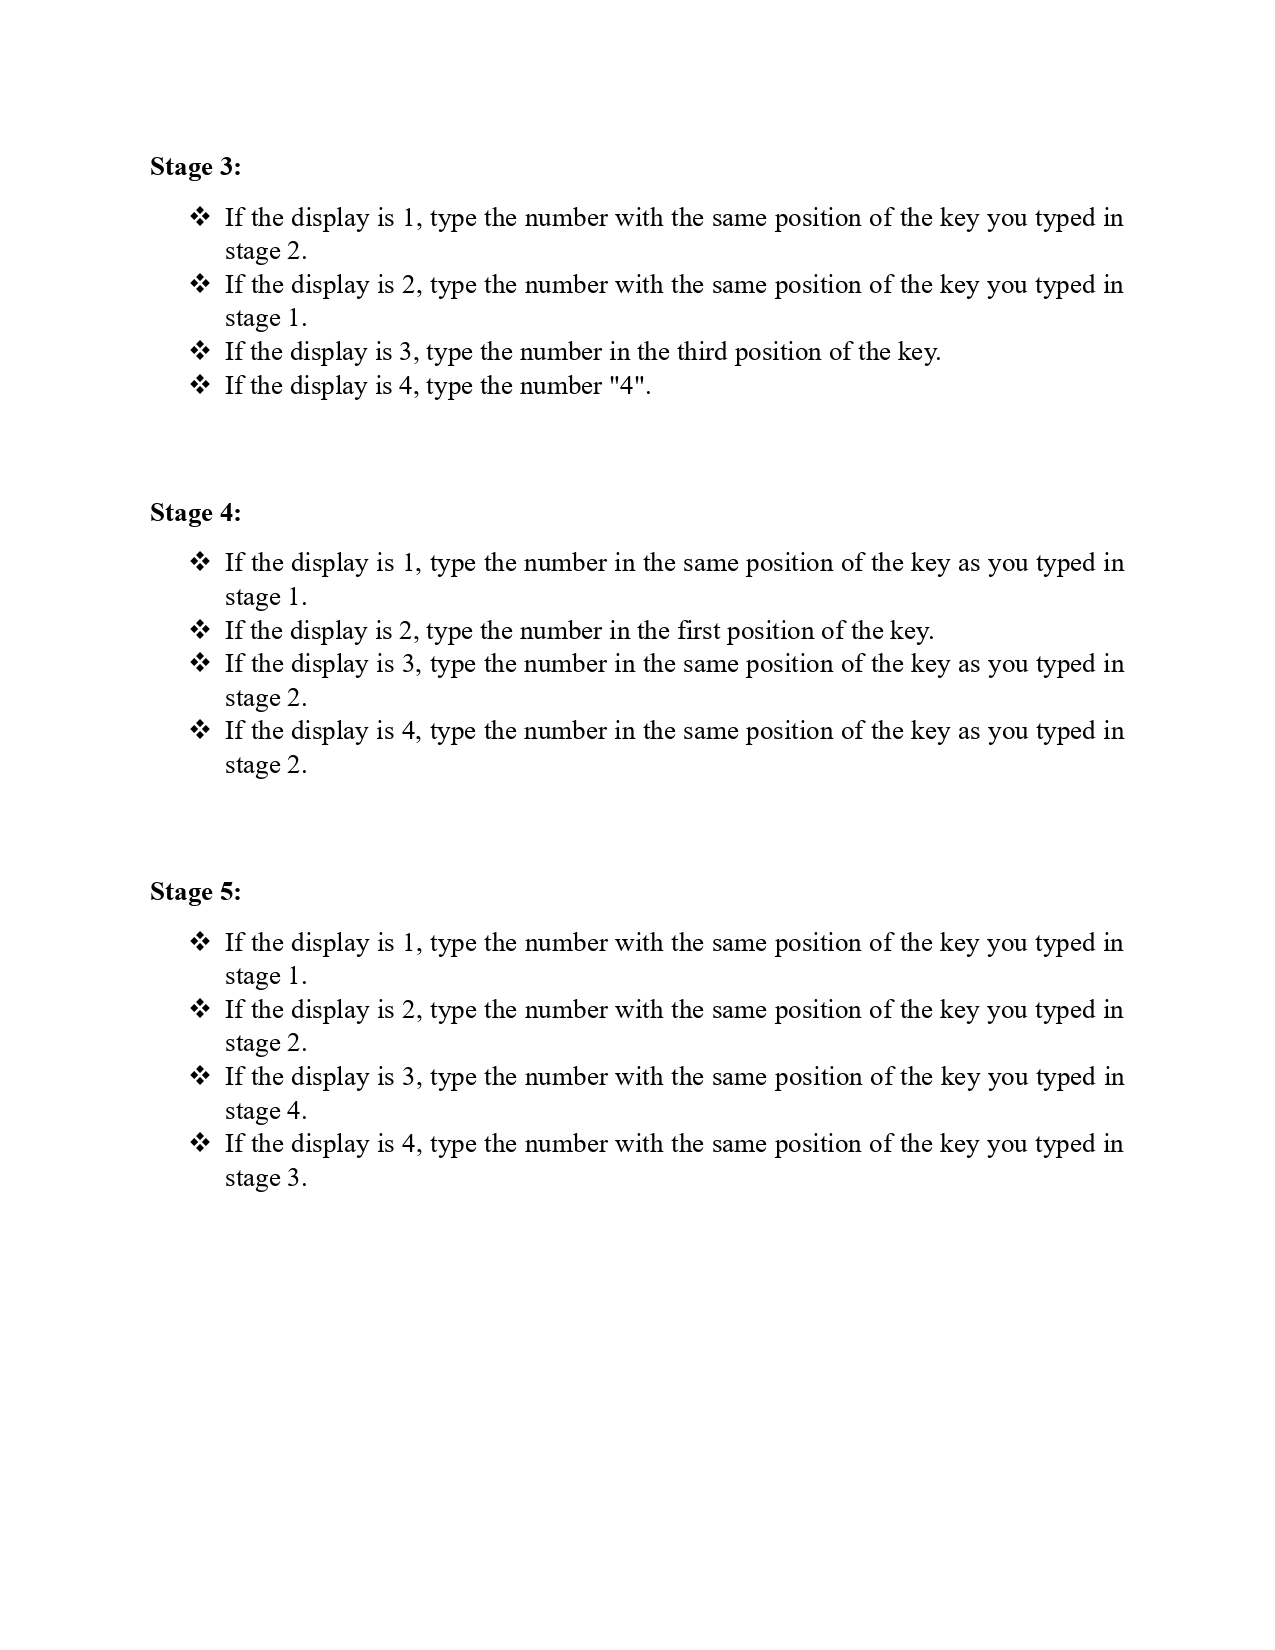 Stage 3:
❖ If the display is 1, type the number with the same position of the key you typed in
stage 2.
❖ If the display is 2, type the number with the same position of the key you typed in
stage 1.
❖ If the display is 3, type the number in the third position of the key.
❖ If the display is 4, type the number "4".
Stage 4:
❖ If the display is 1, type the number in the same position of the key as you typed in
stage 1.
❖ If the display is 2, type the number in the first position of the key.
❖ If the display is 3, type the number in the same position of the key as you typed in
stage 2.
❖ If the display is 4, type the number in the same position of the key as you typed in
stage 2.
Stage 5:
❖ If the display is 1, type the number with the same position of the key you typed in
stage 1.
❖ If the display is 2, type the number with the same position of the key you typed in
stage 2.
❖ If the display is 3, type the number with the same position of the key you typed in
stage 4.
❖ If the display is 4, type the number with the same position of the key you typed in
stage 3.